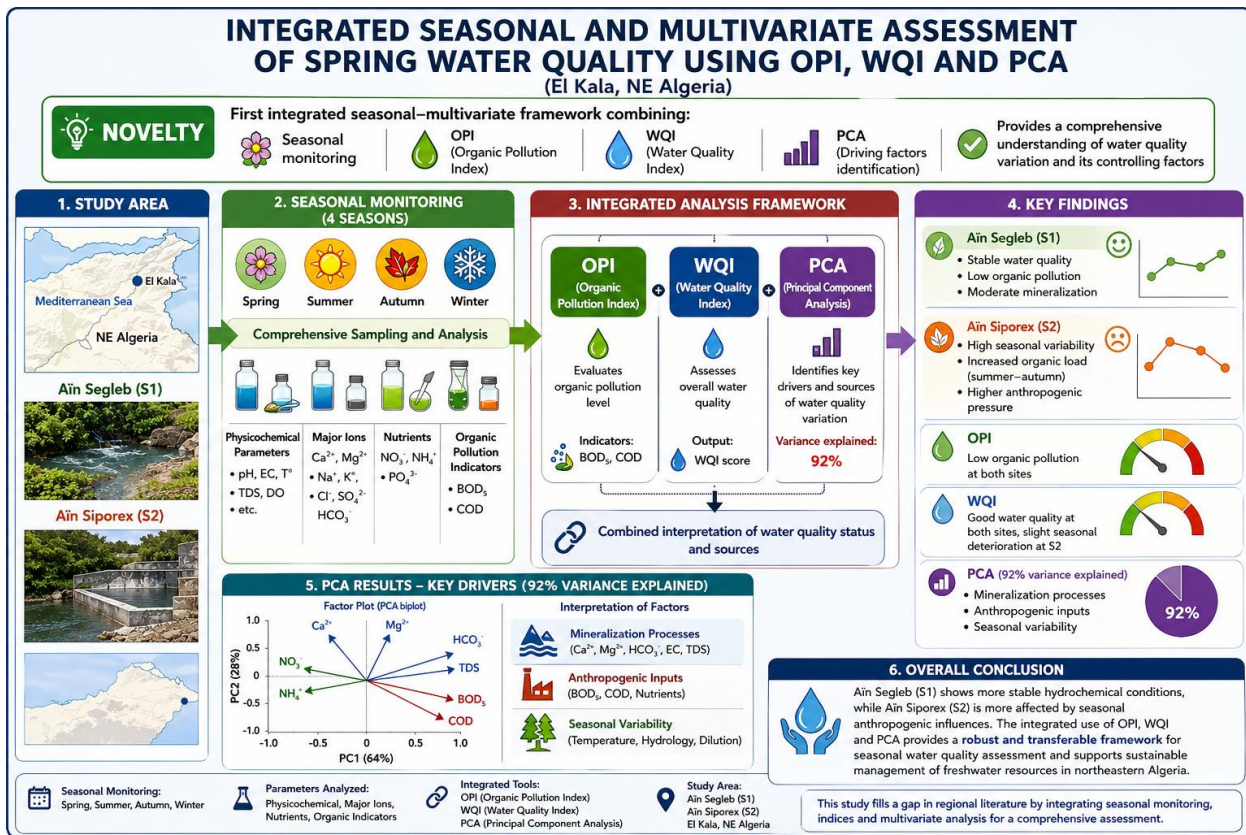 INTEGRATED SEASONAL AND MULTIVARIATE ASSESSMENT
OF SPRING WATER QUALITY USING OPI, WQI AND PCA
(El Kala, NE Algeria)
NOVELTY
First integrated seasonal–multivariate framework combining:
Seasonal
monitoring
OPI
(Organic Pollution
Index)
WQI
(Water Quality
Index)
PCA
(Driving factors
identification)
Provides a comprehensive
understanding of water quality
variation and its controlling factors
1. STUDY AREA
El Kala
Mediterranean Sea
NE Algeria
Aïn Segleb (S1)
Aïn Siporex (S2)
2. SEASONAL MONITORING
(4 SEASONS)
Spring
Summer
Autumn
Winter
Comprehensive Sampling and Analysis
Physicochemical
Parameters
• pH, EC, T°
• TDS, DO
• etc.
Major Ions
Ca²⁺, Mg²⁺
• Na⁺, K⁺,
• Cl⁻, SO₄²⁻
HCO₃⁻
Nutrients
NO₃⁻, NH₄⁺
• PO₄³⁻
Organic
Pollution
Indicators
• BOD₅
• COD
3. INTEGRATED ANALYSIS FRAMEWORK
OPI
(Organic
Pollution Index)
WQI
(Water Quality
Index)
PCA
(Principal Component
Analysis)
Evaluates
organic pollution
level
Assesses
overall water
quality
Identifies key
drivers and sources
of water quality
variation
Indicators:
BOD₅, COD
Output:
WQI score
Variance explained:
92%
Combined interpretation of water quality status
and sources
4. KEY FINDINGS
Aïn Segleb (S1)
• Stable water quality
• Low organic pollution
• Moderate mineralization
Aïn Siporex (S2)
• High seasonal variability
• Increased organic load
(summer–autumn)
• Higher anthropogenic
pressure
OPI
Low organic pollution
at both sites
WQI
Good water quality at
both sites, slight seasonal
deterioration at S2
PCA (92% variance explained)
• Mineralization processes
• Anthropogenic inputs
• Seasonal variability
92%
5. PCA RESULTS – KEY DRIVERS (92% VARIANCE EXPLAINED)
Factor Plot (PCA biplot)
PC2 (28%)
1.0
0.5
0
-0.5
-1.0
Ca²⁺
Mg²⁺
HCO₃⁻
NO₃⁻
TDS
NH₄⁺
BOD₅
COD
-1.0
-0.5
0
0.5
1.0
PC1 (64%)
Interpretation of Factors
Mineralization Processes
(Ca²⁺, Mg²⁺, HCO₃⁻, EC, TDS)
Anthropogenic Inputs
(BOD₅, COD, Nutrients)
Seasonal Variability
(Temperature, Hydrology, Dilution)
6. OVERALL CONCLUSION
Aïn Segleb (S1) shows more stable hydrochemical conditions,
while Aïn Siporex (S2) is more affected by seasonal
anthropogenic influences. The integrated use of OPI, WQI
and PCA provides a robust and transferable framework for
seasonal water quality assessment and supports sustainable
management of freshwater resources in northeastern Algeria.
Seasonal Monitoring:
Spring, Summer, Autumn, Winter
Parameters Analyzed:
Physicochemical, Major Ions,
Nutrients, Organic Indicators
Integrated Tools:
OPI (Organic Pollution Index)
WQI (Water Quality Index)
PCA (Principal Component Analysis)
Study Area:
Aïn Segleb (S1)
Aïn Siporex (S2)
El Kala, NE Algeria
This study fills a gap in regional literature by integrating seasonal monitoring,
indices and multivariate analysis for a comprehensive assessment.